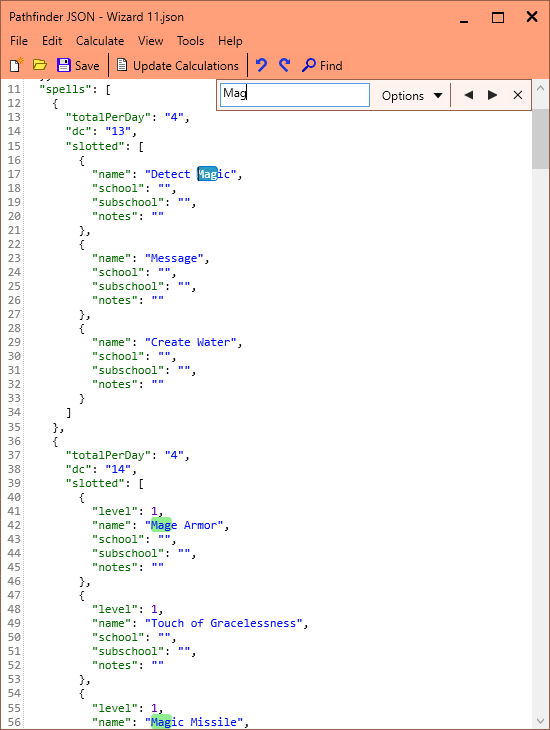 Pathfinder JSON - Wizard 11.json
File Edit Calculate View Tools Help
Save Update Calculations Find
Mag Options
11 "spells": [
12 {
13 "totalPerDay": "4",
14 "dc": "13",
15 "slotted": [
16 {
17 "name": "Detect Magic",
18 "school": "",
19 "subschool": "",
20 "notes": ""
21 },
22 {
23 "name": "Message",
24 "school": "",
25 "subschool": "",
26 "notes": ""
27 },
28 {
29 "name": "Create Water",
30 "school": "",
31 "subschool": "",
32 "notes": ""
33 }
34 ]
35 },
36 {
37 "totalPerDay": "4",
38 "dc": "14",
39 "slotted": [
40 {
41 "level": 1,
42 "name": "Mage Armor",
43 "school": "",
44 "subschool": "",
45 "notes": ""
46 },
47 {
48 "level": 1,
49 "name": "Touch of Gracelessness",
50 "school": "",
51 "subschool": "",
52 "notes": ""
53 },
54 {
55 "level": 1,
56 "name": "Magic Missile",